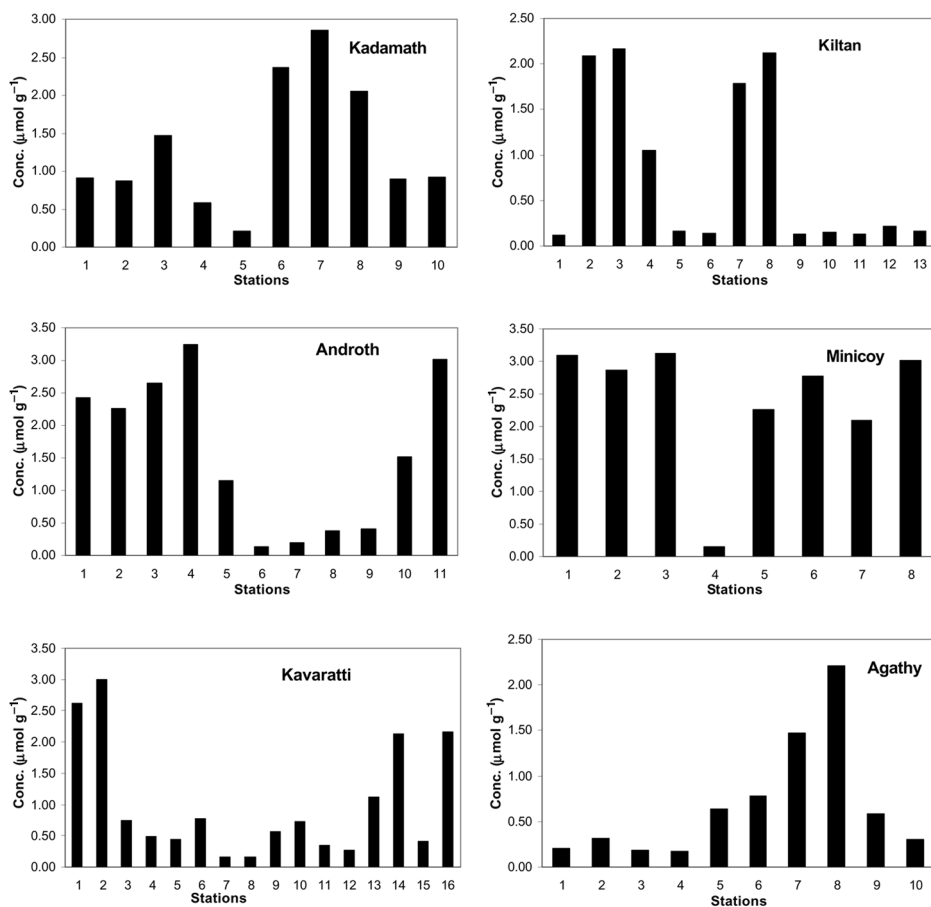 Kadamath
Conc. (μmol g⁻¹)
3.00
2.50
2.00
1.50
1.00
0.50
0.00
1 2 3 4 5 6 7 8 9 10
Stations
Kiltan
Conc. (μmol g⁻¹)
2.50
2.00
1.50
1.00
0.50
0.00
1 2 3 4 5 6 7 8 9 10 11 12 13
Stations
Androth
Conc. (μmol g⁻¹)
3.50
3.00
2.50
2.00
1.50
1.00
0.50
0.00
1 2 3 4 5 6 7 8 9 10 11
Stations
Minicoy
Conc. (μmol g⁻¹)
3.50
3.00
2.50
2.00
1.50
1.00
0.50
0.00
1 2 3 4 5 6 7 8
Stations
Kavaratti
Conc. (μmol g⁻¹)
3.50
3.00
2.50
2.00
1.50
1.00
0.50
0.00
1 2 3 4 5 6 7 8 9 10 11 12 13 14 15 16
Stations
Agathy
Conc. (μmol g⁻¹)
2.50
2.00
1.50
1.00
0.50
0.00
1 2 3 4 5 6 7 8 9 10
Stations